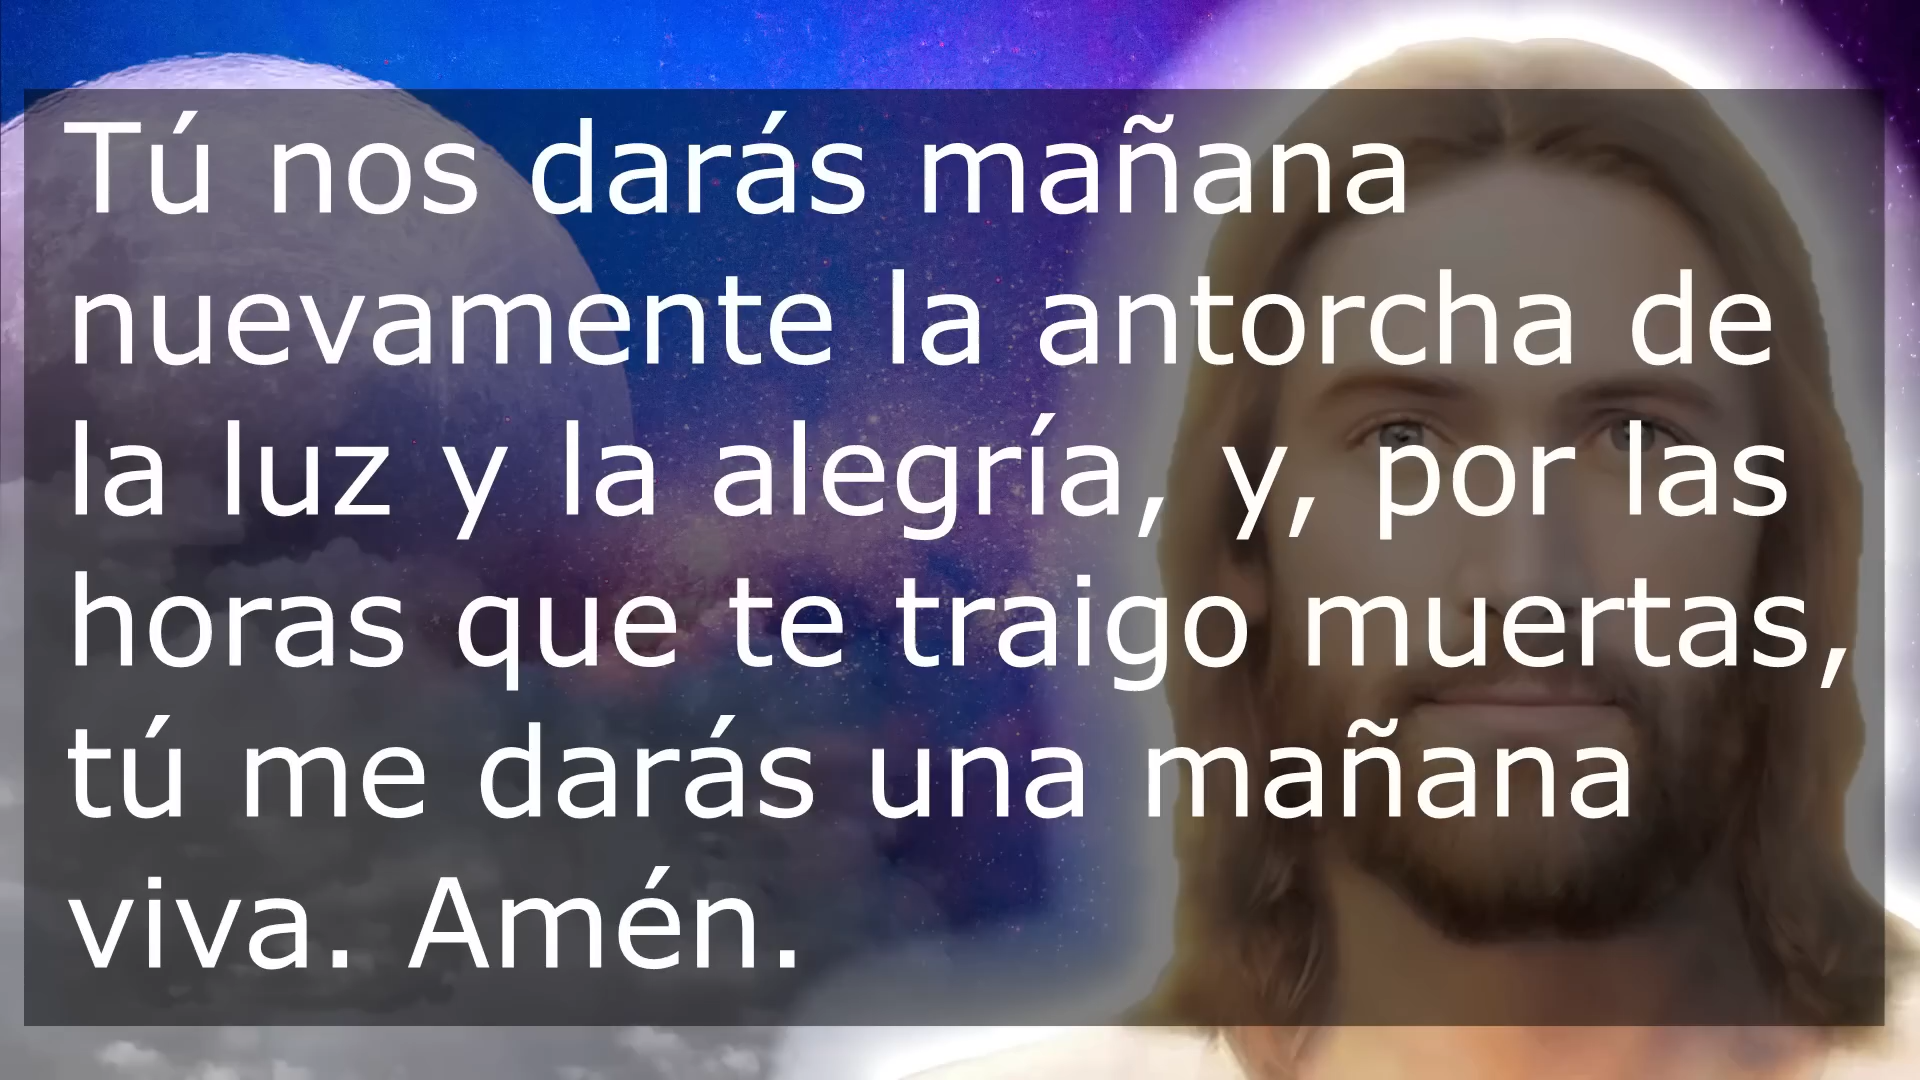 Tú nos darás mañana
nuevamente la antorcha de
la luz y la alegría, y, por las
horas que te traigo muertas,
tú me darás una mañana
viva. Amén.